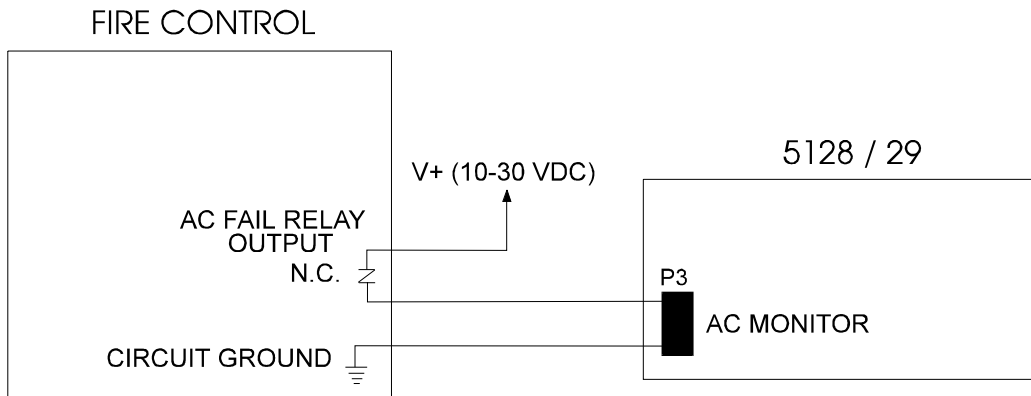 FIRE CONTROL
5128 / 29
V+ (10-30 VDC)
AC FAIL RELAY
OUTPUT
N.C.
P3
AC MONITOR
CIRCUIT GROUND